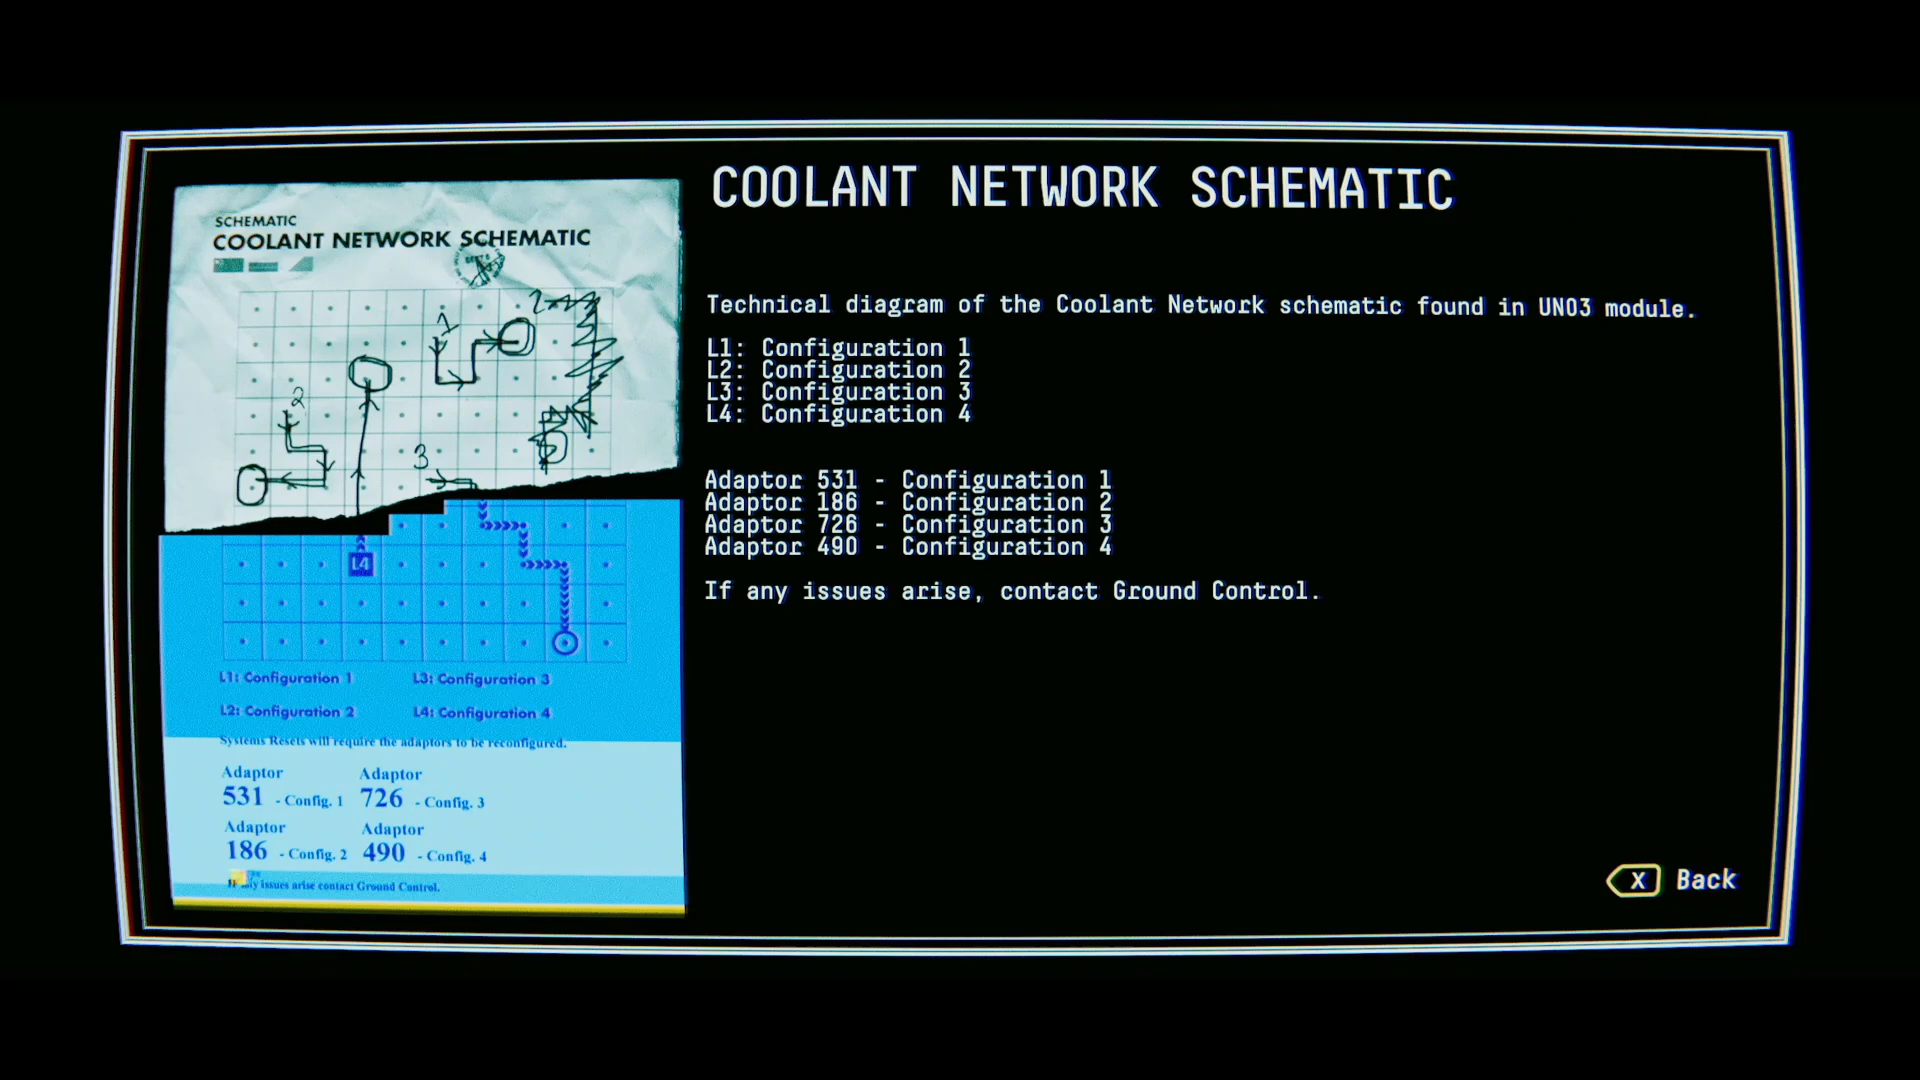 SCHEMATIC
COOLANT NETWORK SCHEMATIC
2
1
2
3
L4
L1: Configuration 1
L3: Configuration 3
L2: Configuration 2
L4: Configuration 4
Systems Resets will require the adaptors to be reconfigured.
Adaptor
531 - Config. 1
Adaptor
726 - Config. 3
Adaptor
186 - Config. 2
Adaptor
490 - Config. 4
If any issues arise contact Ground Control.
COOLANT NETWORK SCHEMATIC
Technical diagram of the Coolant Network schematic found in UNO3 module.
L1: Configuration 1
L2: Configuration 2
L3: Configuration 3
L4: Configuration 4
Adaptor 531 - Configuration 1
Adaptor 186 - Configuration 2
Adaptor 726 - Configuration 3
Adaptor 490 - Configuration 4
If any issues arise, contact Ground Control.
X Back